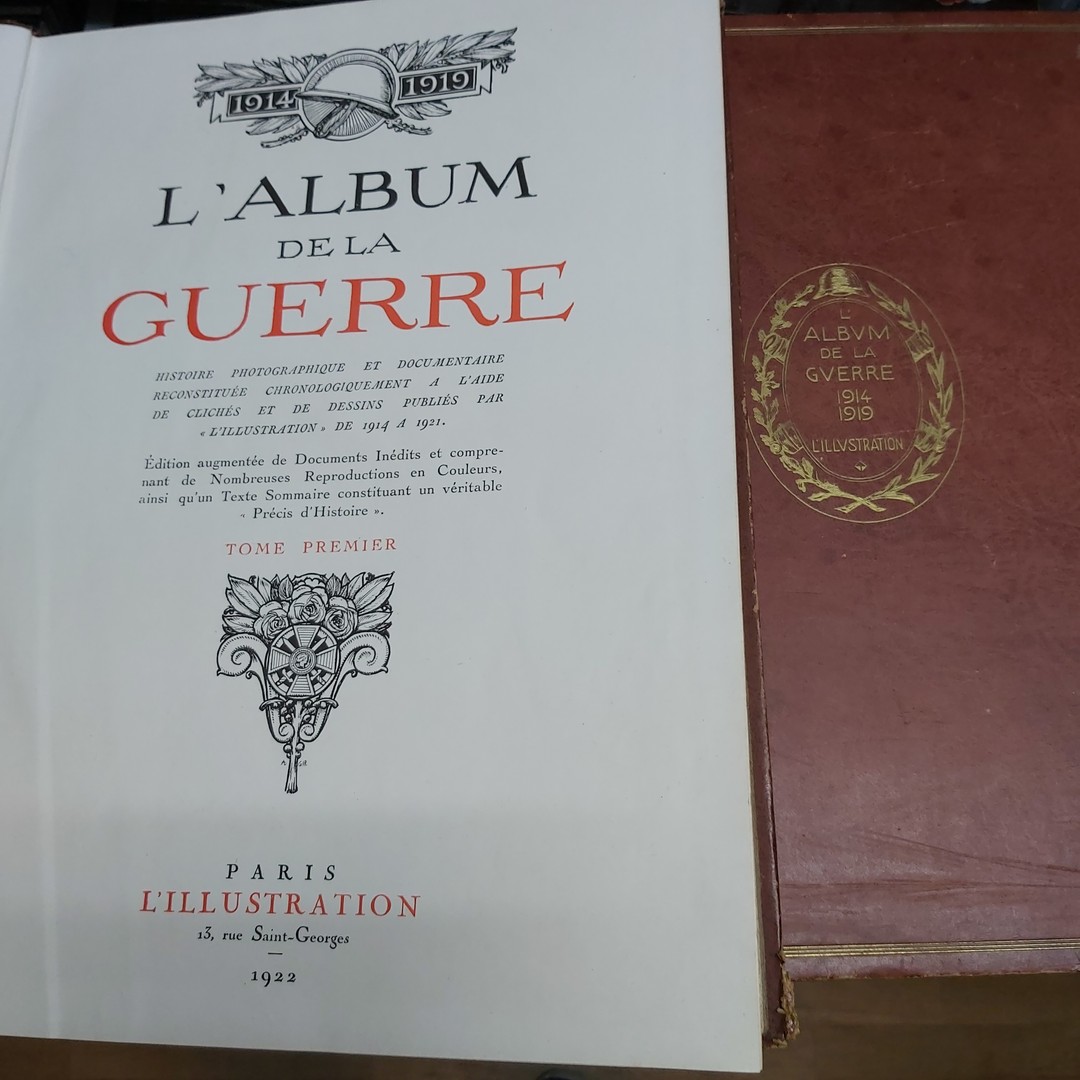 1914 1919
L'ALBUM
DE LA
GUERRE
HISTOIRE PHOTOGRAPHIQUE ET DOCUMENTAIRE
RECONSTITUÉE CHRONOLOGIQUEMENT A L'AIDE
DE CLICHÉS ET DE DESSINS PUBLIÉS PAR
« L'ILLUSTRATION » DE 1914 A 1921.
Édition augmentée de Documents Inédits et compre-
nant de Nombreuses Reproductions en Couleurs,
ainsi qu'un Texte Sommaire constituant un véritable
« Précis d'Histoire ».
TOME PREMIER
PARIS
L'ILLUSTRATION
13, rue Saint-Georges
1922
L'
ALBVM
DE LA
GVERRE
1914
1919
L'ILLVSTRATION